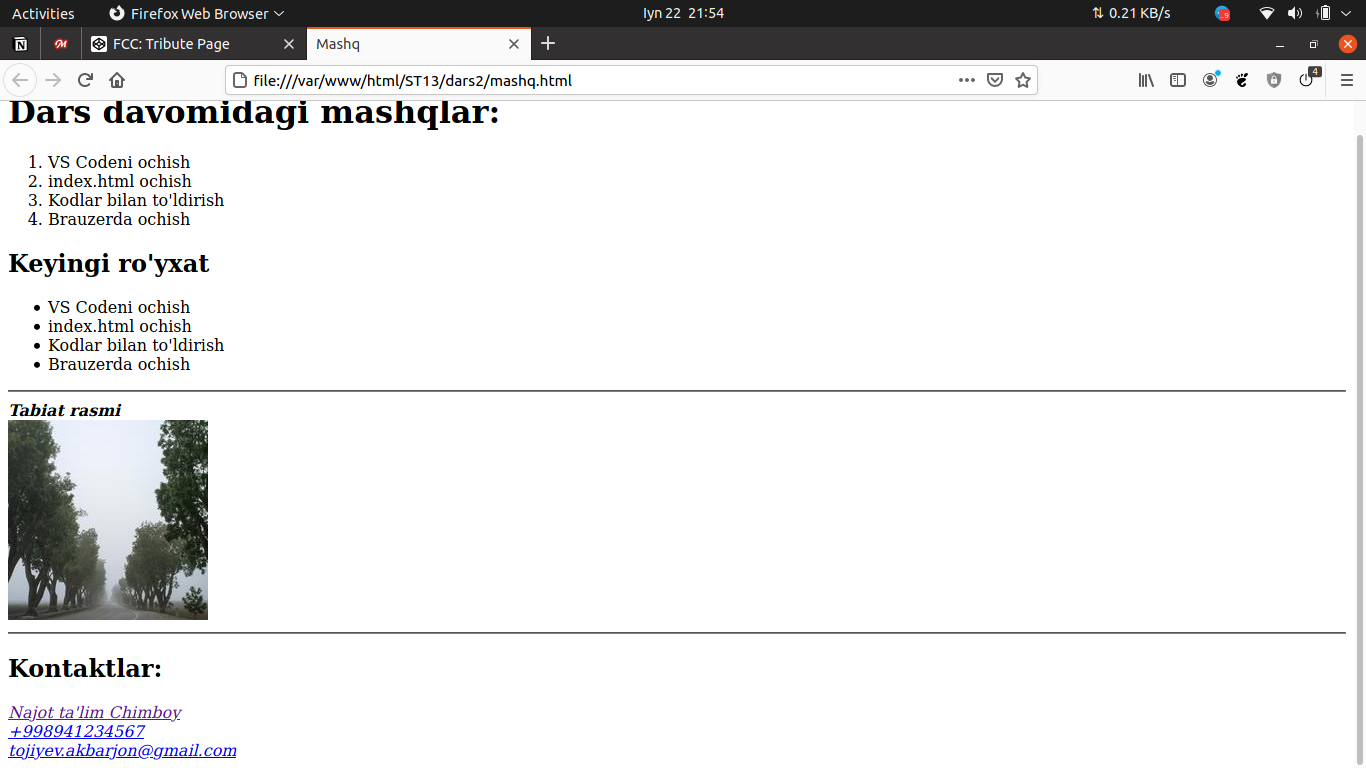 Activities
Firefox Web Browser
Iyn 22 21:54
0.21 KB/s
FCC: Tribute Page
Mashq
file:///var/www/html/ST13/dars2/mashq.html
4
Dars davomidagi mashqlar:
1. VS Codeni ochish
2. index.html ochish
3. Kodlar bilan to'ldirish
4. Brauzerda ochish
Keyingi ro'yxat
• VS Codeni ochish
• index.html ochish
• Kodlar bilan to'ldirish
• Brauzerda ochish
Tabiat rasmi
Kontaktlar:
Najot ta'lim Chimboy
+998941234567
tojiyev.akbarjon@gmail.com